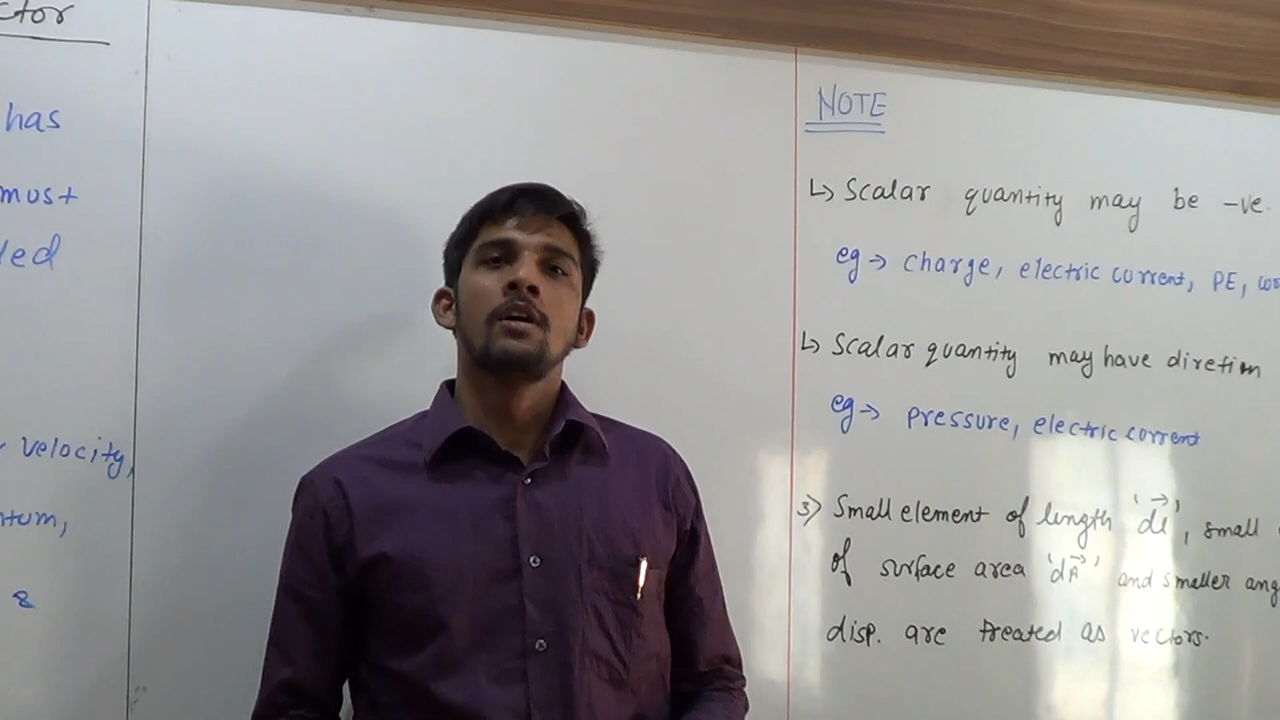 ctor
has
must
led
velocity,
ntum,
&
NOTE
↳ Scalar quantity may be -ve.
eg → charge, electric current, PE, wo
↳ Scalar quantity may have diretion
eg → pressure, electric current
3) Small element of length 'dl→', small
of surface area 'dA→' and smaller ang
disp. are treated as vectors.